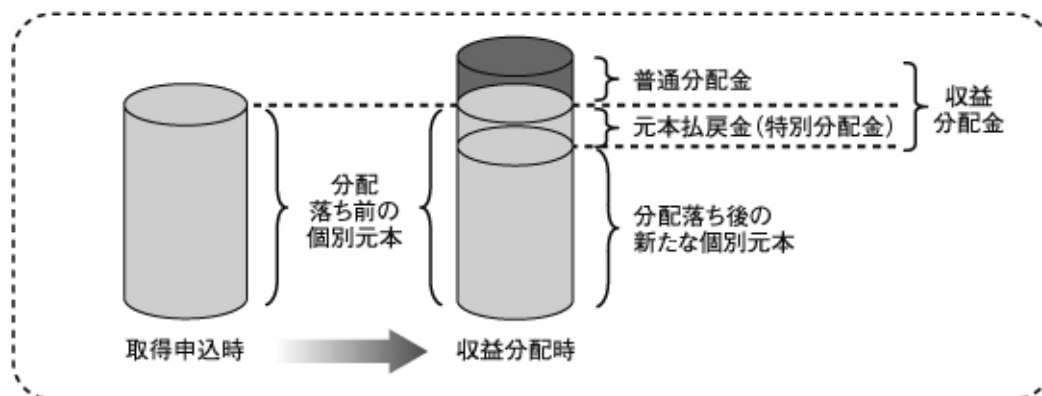 普通分配金
元本払戻金(特別分配金)
収益
分配金
分配
落ち前の
個別元本
分配落ち後の
新たな個別元本
取得申込時
収益分配時